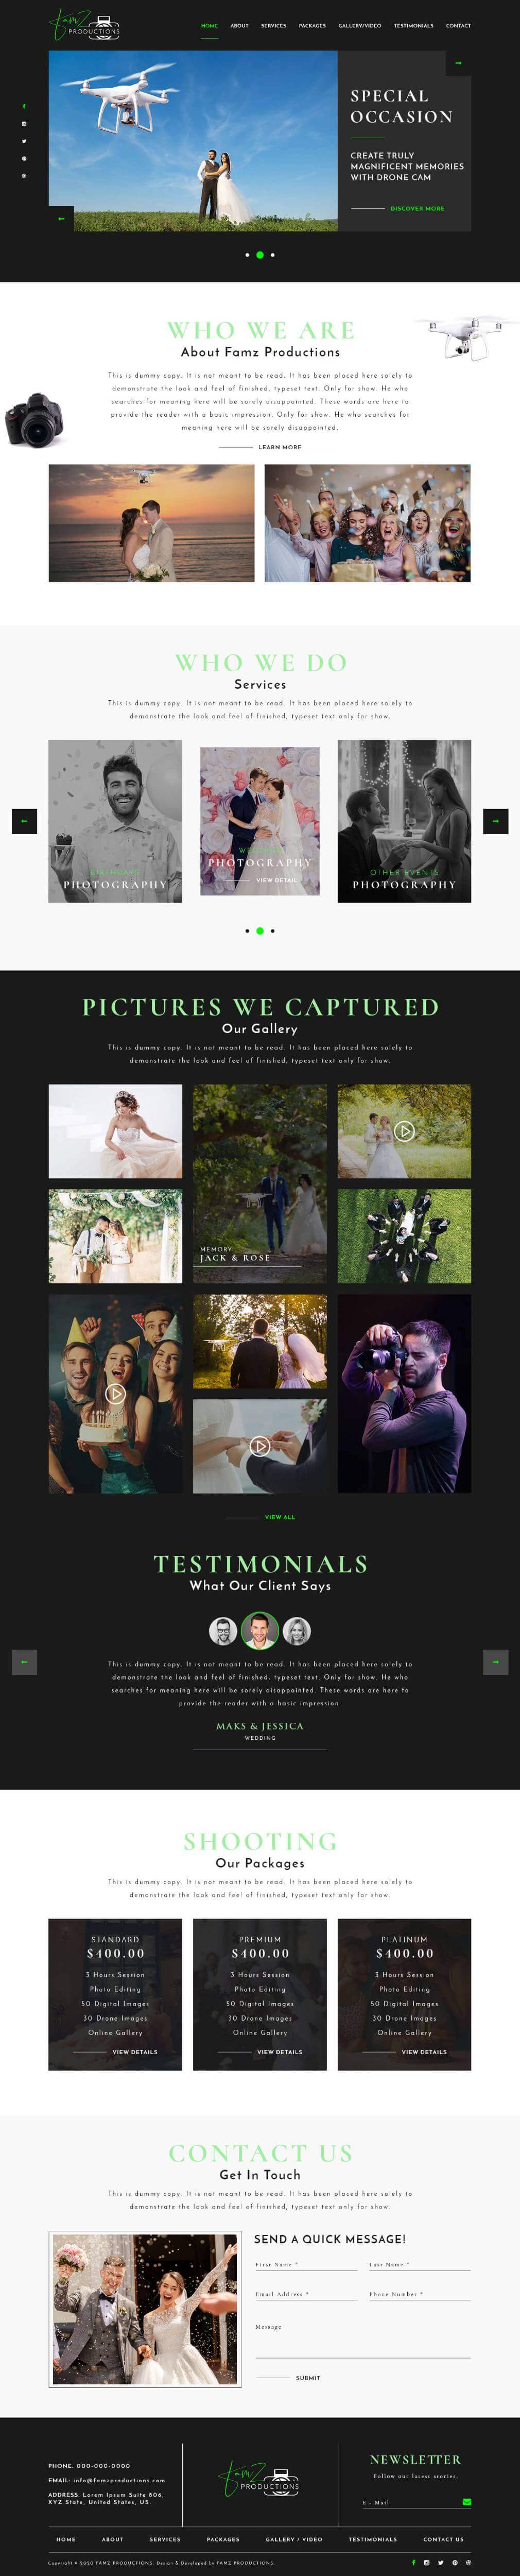 FamZ
PRODUCTIONS
HOME ABOUT SERVICES PACKAGES GALLERY/VIDEO TESTIMONIALS CONTACT
SPECIAL
OCCASION
CREATE TRULY
MAGNIFICENT MEMORIES
WITH DRONE CAM
DISCOVER MORE
WHO WE ARE
About Famz Productions
This is dummy copy. It is not meant to be read. It has been placed here solely to
demonstrate the look and feel of finished, typeset text. Only for show. He who
searches for meaning here will be sorely disappointed. These words are here to
provide the reader with a basic impression. Only for show. He who searches for
meaning here will be sorely disappointed.
LEARN MORE
WHO WE DO
Services
This is dummy copy. It is not meant to be read. It has been placed here solely to
demonstrate the look and feel of finished, typeset text only for show.
BIRTHDAYS
PHOTOGRAPHY
WEDDING
PHOTOGRAPHY
VIEW DETAIL
OTHER EVENTS
PHOTOGRAPHY
PICTURES WE CAPTURED
Our Gallery
This is dummy copy. It is not meant to be read. It has been placed here solely to
demonstrate the look and feel of finished, typeset text only for show.
MEMORY
JACK & ROSE
VIEW ALL
TESTIMONIALS
What Our Client Says
This is dummy copy. It is not meant to be read. It has been placed here solely to
demonstrate the look and feel of finished, typeset text. Only for show. He who
searches for meaning here will be sorely disappointed. These words are here to
provide the reader with a basic impression.
MAKS & JESSICA
WEDDING
SHOOTING
Our Packages
This is dummy copy. It is not meant to be read. It has been placed here solely to
demonstrate the look and feel of finished, typeset text only for show.
STANDARD
$400.00
3 Hours Session
Photo Editing
50 Digital Images
30 Drone Images
Online Gallery
VIEW DETAILS
PREMIUM
$400.00
3 Hours Session
Photo Editing
50 Digital Images
30 Drone Images
Online Gallery
VIEW DETAILS
PLATINUM
$400.00
3 Hours Session
Photo Editing
50 Digital Images
30 Drone Images
Online Gallery
VIEW DETAILS
CONTACT US
Get In Touch
This is dummy copy. It is not meant to be read. It has been placed here solely to
demonstrate the look and feel of finished, typeset text only for show.
SEND A QUICK MESSAGE!
First Name * Last Name *
Email Address * Phone Number *
Message
SUBMIT
PHONE: 000-000-0000
EMAIL: info@famzproductions.com
ADDRESS: Lorem Ipsum Suite 806,
XYZ State, United States, US.
FamZ
PRODUCTIONS
NEWSLETTER
Follow our latest stories.
E - Mail
HOME ABOUT SERVICES PACKAGES GALLERY / VIDEO TESTIMONIALS CONTACT US
Copyright © 2020 FAMZ PRODUCTIONS. Design & Developed by FAMZ PRODUCTIONS.